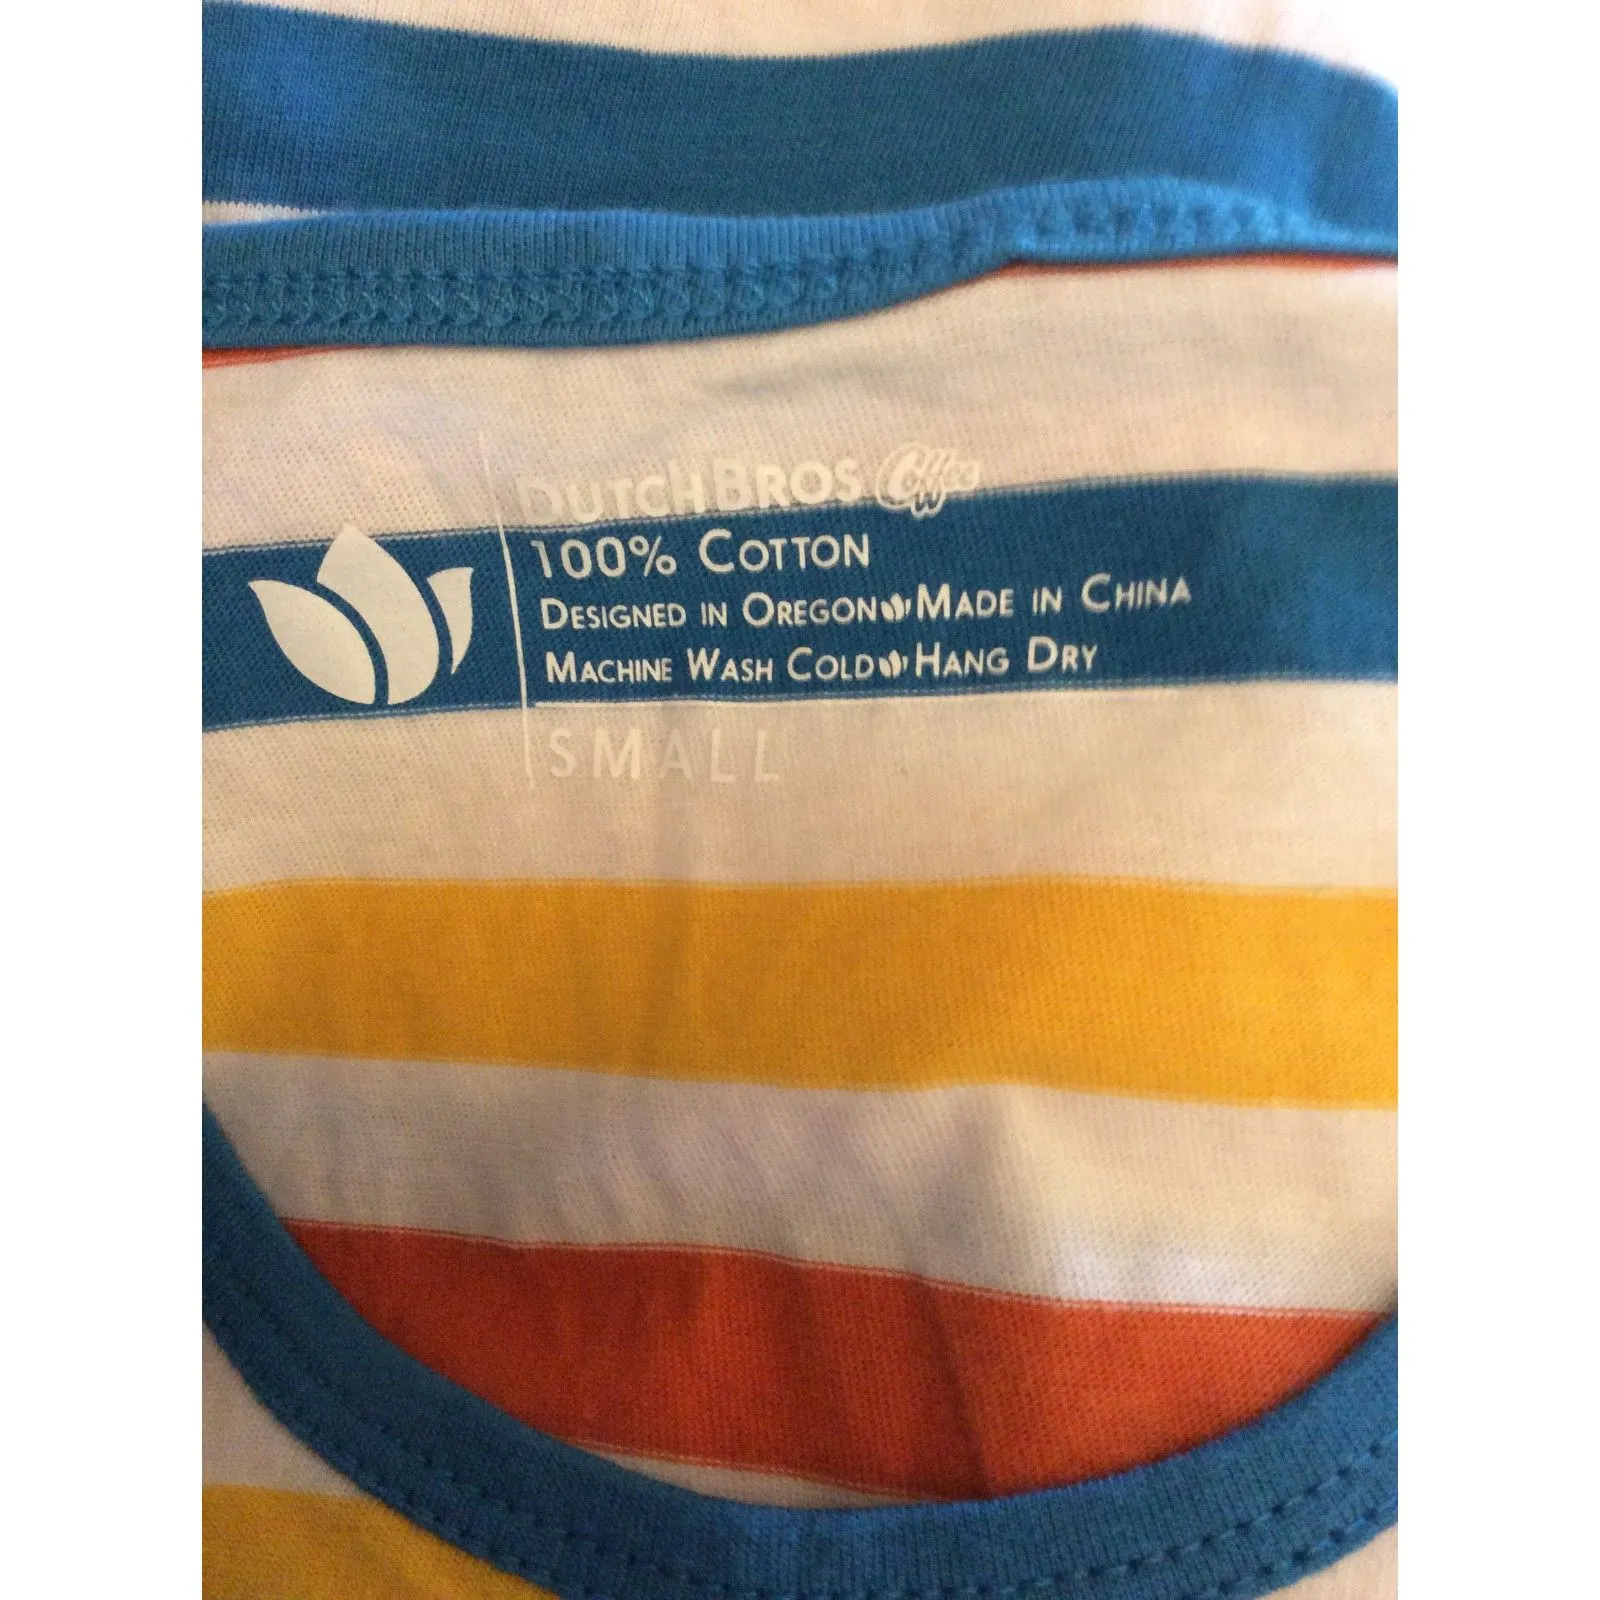 DUTCH BROS Coffee
100% COTTON
DESIGNED IN OREGON MADE IN CHINA
MACHINE WASH COLD HANG DRY
SMALL